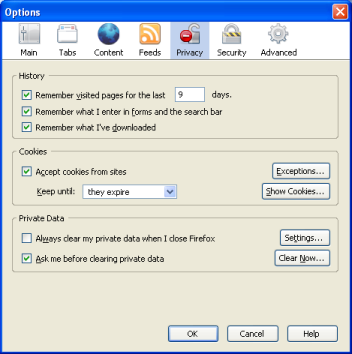 Options
Main Tabs Content Feeds Privacy Security Advanced
History
Remember visited pages for the last 9 days.
Remember what I enter in forms and the search bar
Remember what I've downloaded
Cookies
Accept cookies from sites Exceptions...
Keep until: they expire Show Cookies...
Private Data
Always clear my private data when I close Firefox Settings...
Ask me before clearing private data Clear Now...
OK Cancel Help